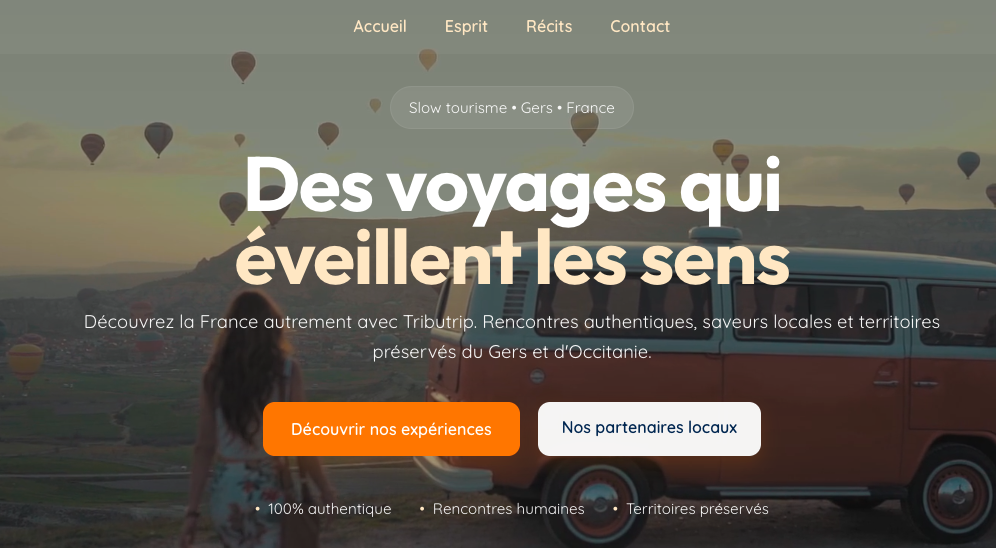 Accueil Esprit Récits Contact
Slow tourisme • Gers • France
Des voyages qui
éveillent les sens
Découvrez la France autrement avec Tributrip. Rencontres authentiques, saveurs locales et territoires
préservés du Gers et d'Occitanie.
Découvrir nos expériences Nos partenaires locaux
• 100% authentique • Rencontres humaines • Territoires préservés